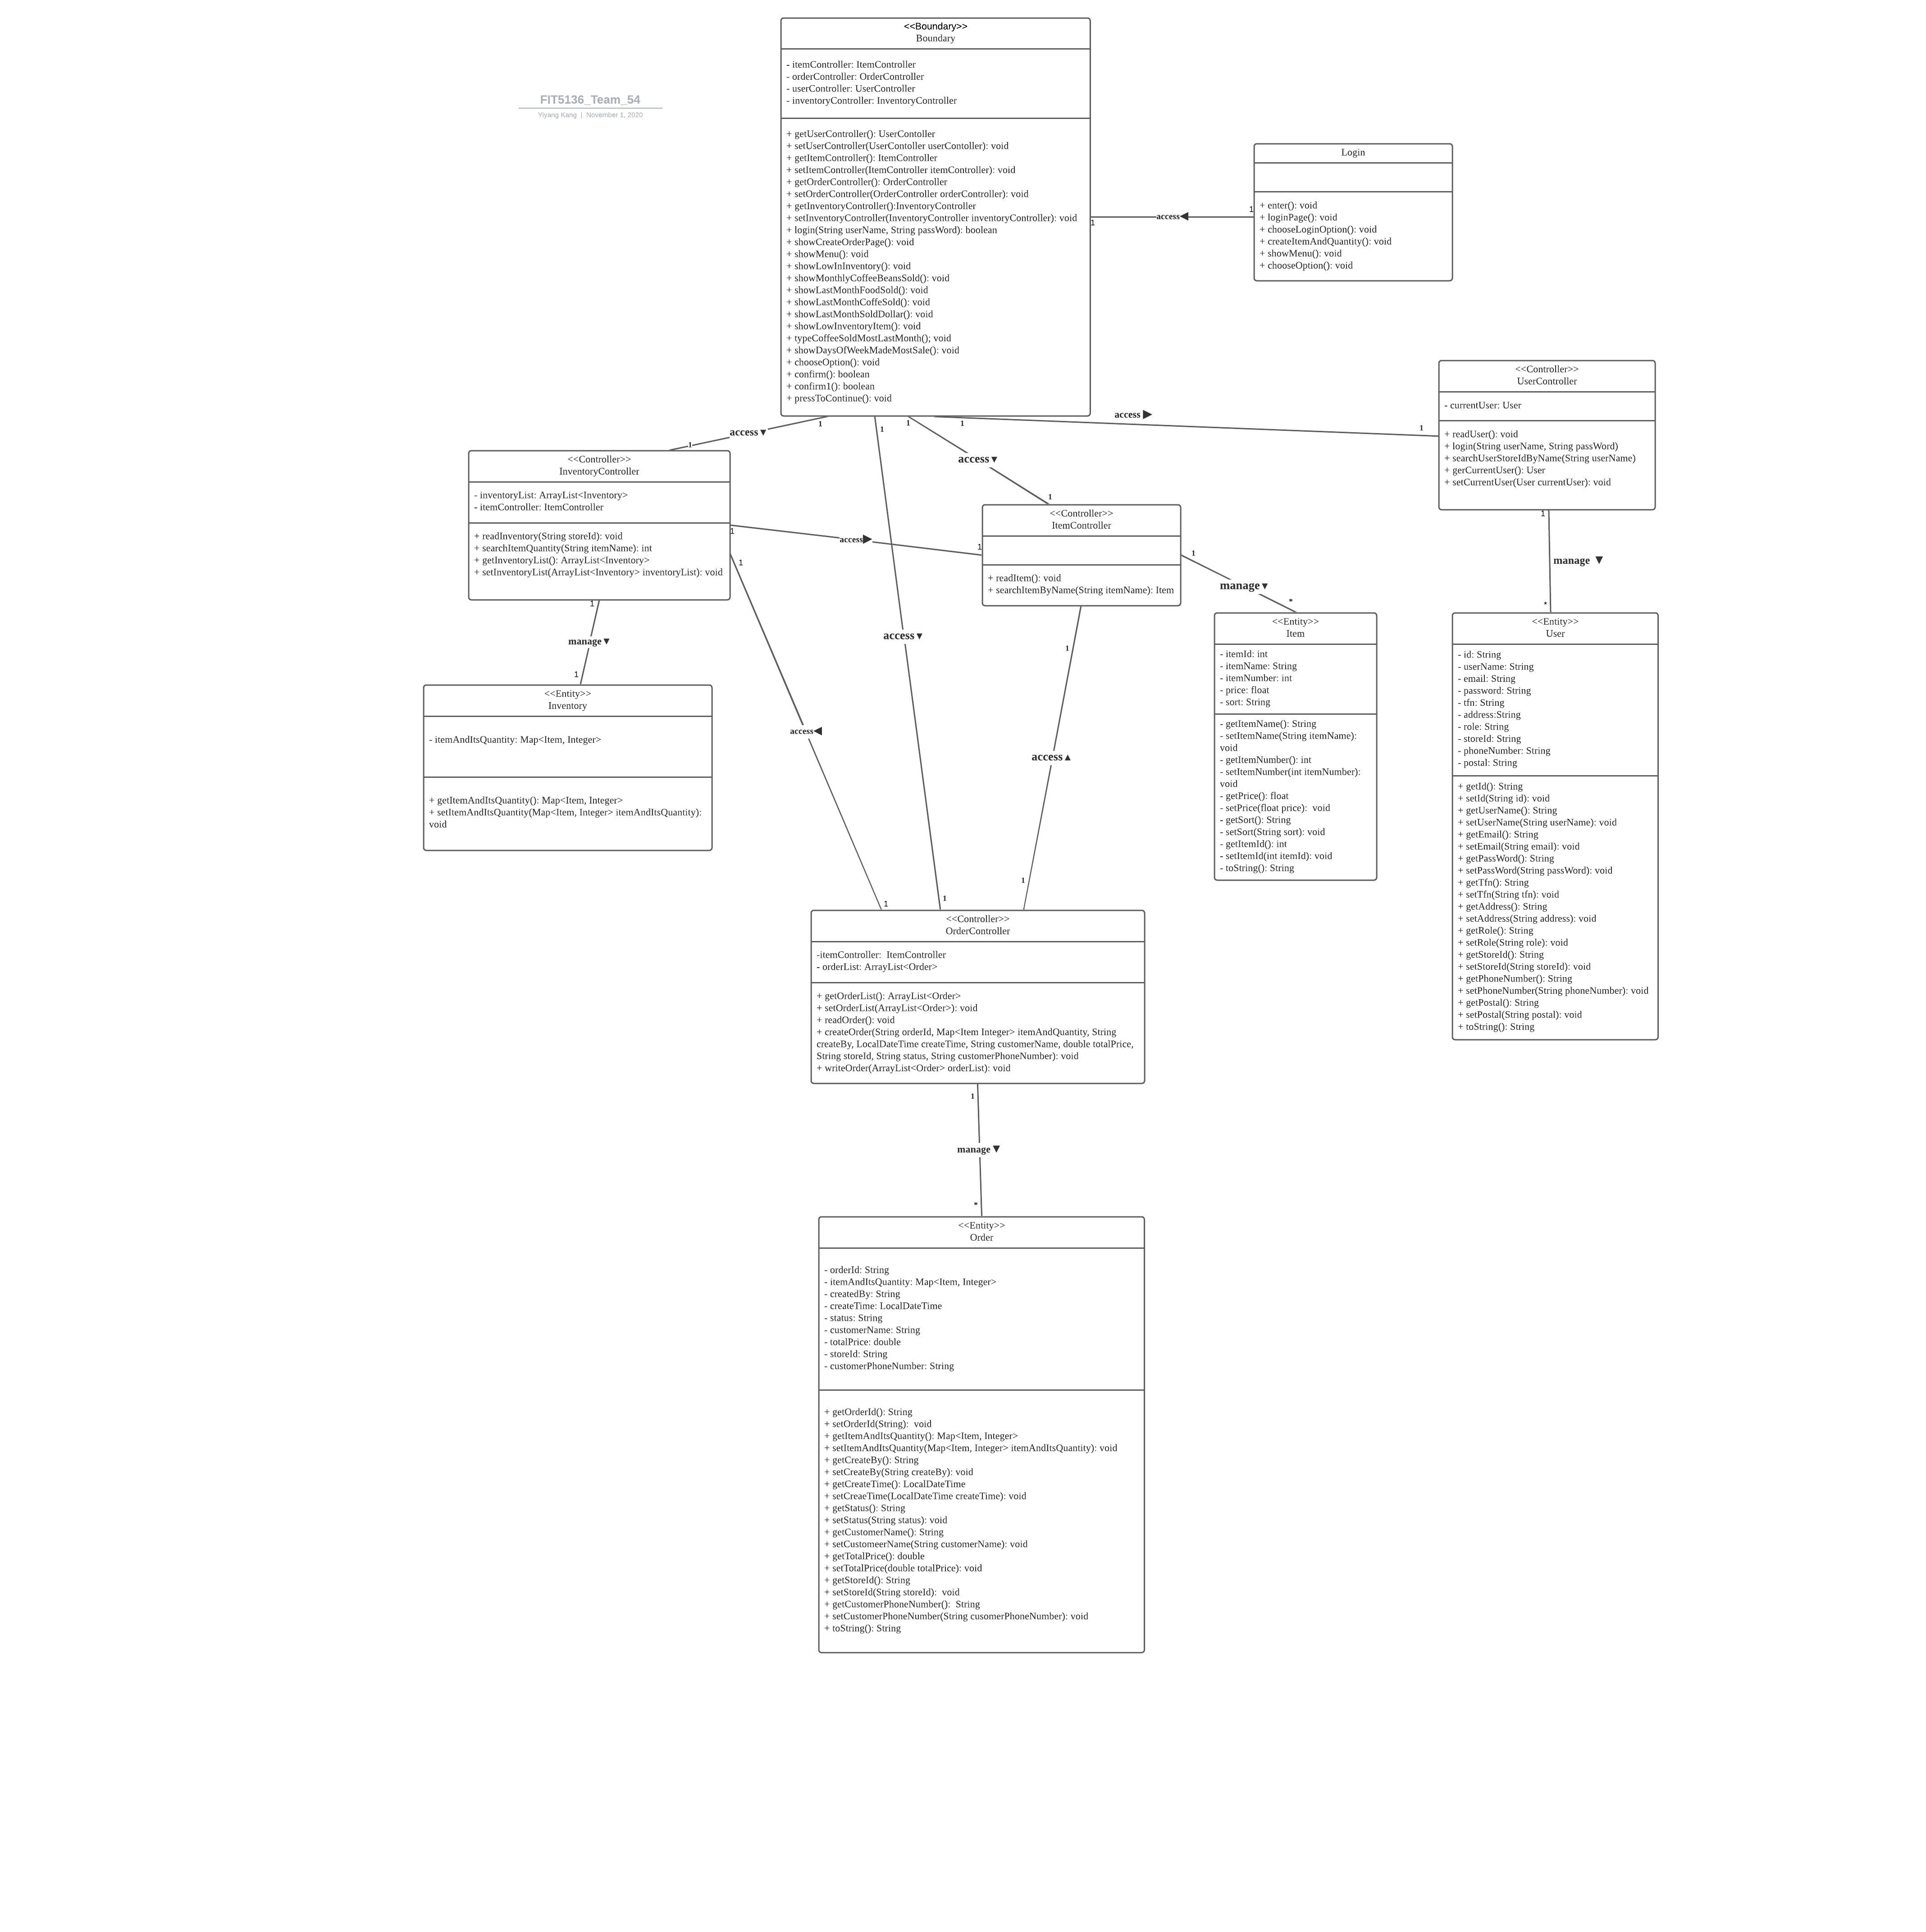 <<Boundary>>
Boundary
- itemController: ItemController
- orderController: OrderController
- userController: UserController
- inventoryController: InventoryController
+ getUserController(): UserContoller
+ setUserController(UserContoller userContoller): void
+ getItemController(): ItemController
+ setItemController(ItemController itemController): void
+ getOrderController(): OrderController
+ setOrderController(OrderController orderController): void
+ getInventoryController():InventoryController
+ setInventoryController(InventoryController inventoryController): void
+ login(String userName, String passWord): boolean
+ showCreateOrderPage(): void
+ showMenu(): void
+ showLowInInventory(): void
+ showMonthlyCoffeeBeansSold(): void
+ showLastMonthFoodSold(): void
+ showLastMonthCoffeSold(): void
+ showLastMonthSoldDollar(): void
+ showLowInventoryItem(): void
+ typeCoffeeSoldMostLastMonth(); void
+ showDaysOfWeekMadeMostSale(): void
+ chooseOption(): void
+ confirm(): boolean
+ confirm1(): boolean
+ pressToContinue(): void
FIT5136_Team_54
Yiyang Kang | November 1, 2020
Login
+ enter(): void
+ loginPage(): void
+ chooseLoginOption(): void
+ createItemAndQuantity(): void
+ showMenu(): void
+ chooseOption(): void
1
access◀
1
<<Controller>>
UserController
- currentUser: User
+ readUser(): void
+ login(String userName, String passWord)
+ searchUserStoreIdByName(String userName)
+ gerCurrentUser(): User
+ setCurrentUser(User currentUser): void
1
access ▶
1
1
access▼
1
1
access▼
1
1
access▼
1
<<Controller>>
InventoryController
- inventoryList: ArrayList<Inventory>
- itemController: ItemController
+ readInventory(String storeId): void
+ searchItemQuantity(String itemName): int
+ getInventoryList(): ArrayList<Inventory>
+ setInventoryList(ArrayList<Inventory> inventoryList): void
1
access▶
1
<<Controller>>
ItemController
+ readItem(): void
+ searchItemByName(String itemName): Item
1
manage▼
*
1
manage ▼
*
1
manage▼
1
<<Entity>>
Inventory
- itemAndItsQuantity: Map<Item, Integer>
+ getItemAndItsQuantity(): Map<Item, Integer>
+ setItemAndItsQuantity(Map<Item, Integer> itemAndItsQuantity):
void
<<Entity>>
Item
- itemId: int
- itemName: String
- itemNumber: int
- price: float
- sort: String
- getItemName(): String
- setItemName(String itemName):
void
- getItemNumber(): int
- setItemNumber(int itemNumber):
void
- getPrice(): float
- setPrice(float price): void
- getSort(): String
- setSort(String sort): void
- getItemId(): int
- setItemId(int itemId): void
- toString(): String
<<Entity>>
User
- id: String
- userName: String
- email: String
- password: String
- tfn: String
- address:String
- role: String
- storeId: String
- phoneNumber: String
- postal: String
+ getId(): String
+ setId(String id): void
+ getUserName(): String
+ setUserName(String userName): void
+ getEmail(): String
+ setEmail(String email): void
+ getPassWord(): String
+ setPassWord(String passWord): void
+ getTfn(): String
+ setTfn(String tfn): void
+ getAddress(): String
+ setAddress(String address): void
+ getRole(): String
+ setRole(String role): void
+ getStoreId(): String
+ setStoreId(String storeId): void
+ getPhoneNumber(): String
+ setPhoneNumber(String phoneNumber): void
+ getPostal(): String
+ setPostal(String postal): void
+ toString(): String
1
access◀
1
1
access▲
1
<<Controller>>
OrderController
-itemController: ItemController
- orderList: ArrayList<Order>
+ getOrderList(): ArrayList<Order>
+ setOrderList(ArrayList<Order>): void
+ readOrder(): void
+ createOrder(String orderId, Map<Item Integer> itemAndQuantity, String
createBy, LocalDateTime createTime, String customerName, double totalPrice,
String storeId, String status, String customerPhoneNumber): void
+ writeOrder(ArrayList<Order> orderList): void
1
manage▼
*
<<Entity>>
Order
- orderId: String
- itemAndItsQuantity: Map<Item, Integer>
- createdBy: String
- createTime: LocalDateTime
- status: String
- customerName: String
- totalPrice: double
- storeId: String
- customerPhoneNumber: String
+ getOrderId(): String
+ setOrderId(String): void
+ getItemAndItsQuantity(): Map<Item, Integer>
+ setItemAndItsQuantity(Map<Item, Integer> itemAndItsQuantity): void
+ getCreateBy(): String
+ setCreateBy(String createBy): void
+ getCreateTime(): LocalDateTime
+ setCreaeTime(LocalDateTime createTime): void
+ getStatus(): String
+ setStatus(String status): void
+ getCustomerName(): String
+ setCustomeerName(String customerName): void
+ getTotalPrice(): double
+ setTotalPrice(double totalPrice): void
+ getStoreId(): String
+ setStoreId(String storeId): void
+ getCustomerPhoneNumber(): String
+ setCustomerPhoneNumber(String cusomerPhoneNumber): void
+ toString(): String